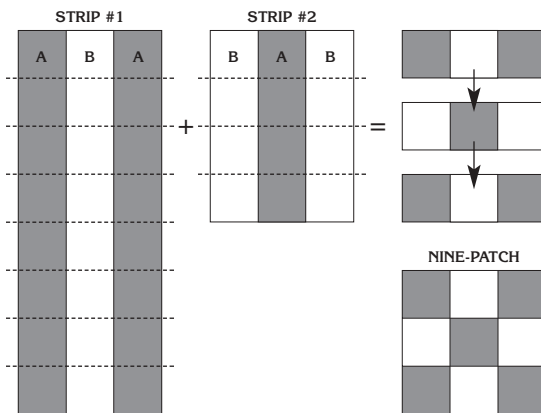 STRIP #1
STRIP #2
A B A
B A B
+
=
NINE-PATCH